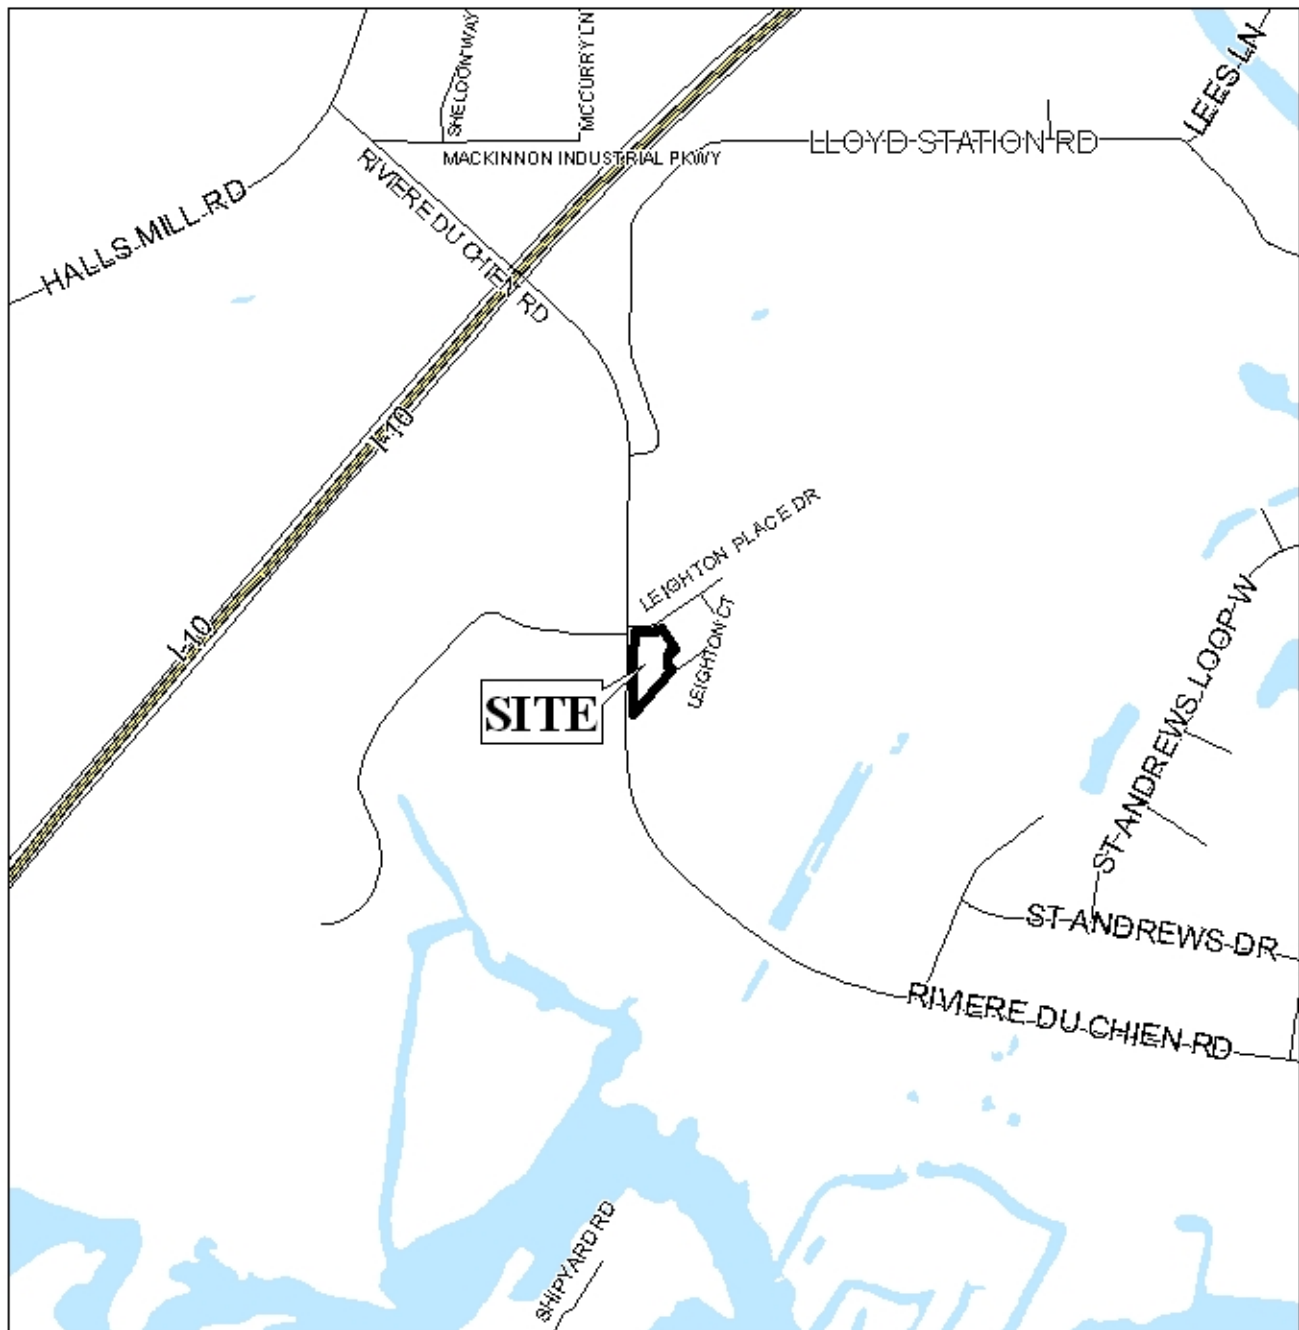 SHELDON WAY
MCCURRY LN
LEES LN
LLOYD STATION RD
MACKINNON INDUSTRIAL PKWY
RIVIERE DU CHIEN RD
HALLS MILL RD
I-10
LEIGHTON PLACE DR
LEIGHTON CT
I-10
ST ANDREWS LOOP W
SITE
ST ANDREWS DR
RIVIERE DU CHIEN RD
SHIPYARD RD